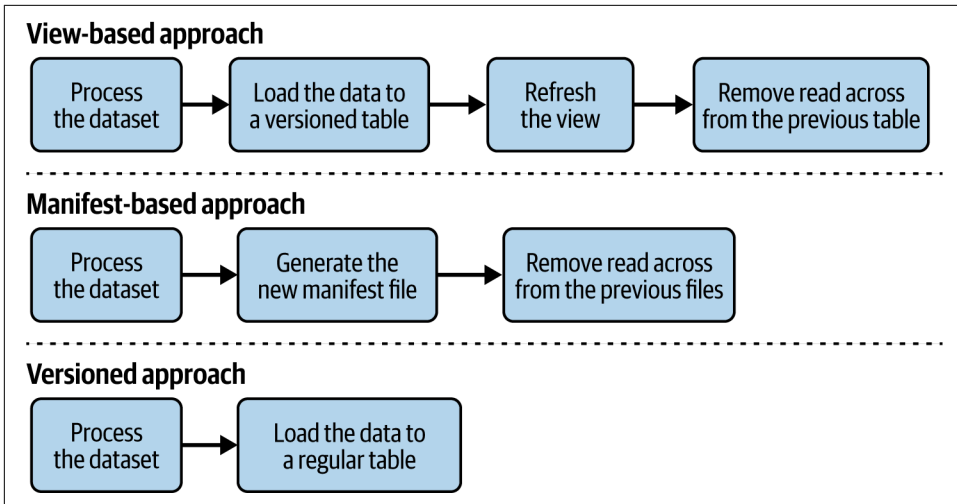 View-based approach
Process
the dataset
Load the data to
a versioned table
Refresh
the view
Remove read across
from the previous table
Manifest-based approach
Process
the dataset
Generate the
new manifest file
Remove read across
from the previous files
Versioned approach
Process
the dataset
Load the data to
a regular table